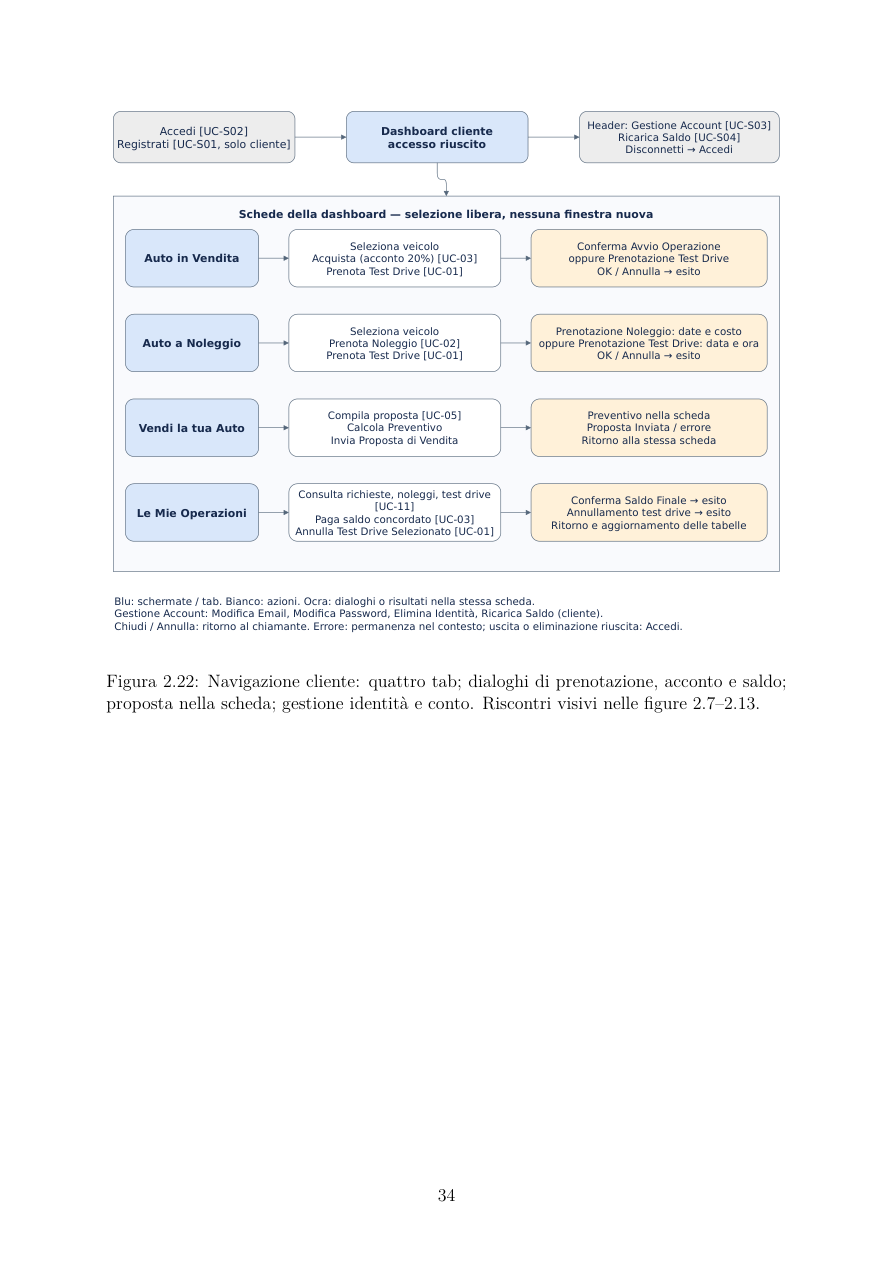 Accedi [UC-S02]
Registrati [UC-S01, solo cliente]
Dashboard cliente
accesso riuscito
Header: Gestione Account [UC-S03]
Ricarica Saldo [UC-S04]
Disconnetti → Accedi
Schede della dashboard — selezione libera, nessuna finestra nuova
Auto in Vendita
Seleziona veicolo
Acquista (acconto 20%) [UC-03]
Prenota Test Drive [UC-01]
Conferma Avvio Operazione
oppure Prenotazione Test Drive
OK / Annulla → esito
Auto a Noleggio
Seleziona veicolo
Prenota Noleggio [UC-02]
Prenota Test Drive [UC-01]
Prenotazione Noleggio: date e costo
oppure Prenotazione Test Drive: data e ora
OK / Annulla → esito
Vendi la tua Auto
Compila proposta [UC-05]
Calcola Preventivo
Invia Proposta di Vendita
Preventivo nella scheda
Proposta Inviata / errore
Ritorno alla stessa scheda
Le Mie Operazioni
Consulta richieste, noleggi, test drive
[UC-11]
Paga saldo concordato [UC-03]
Annulla Test Drive Selezionato [UC-01]
Conferma Saldo Finale → esito
Annullamento test drive → esito
Ritorno e aggiornamento delle tabelle
Blu: schermate / tab. Bianco: azioni. Ocra: dialoghi o risultati nella stessa scheda.
Gestione Account: Modifica Email, Modifica Password, Elimina Identità, Ricarica Saldo (cliente).
Chiudi / Annulla: ritorno al chiamante. Errore: permanenza nel contesto; uscita o eliminazione riuscita: Accedi.
Figura 2.22: Navigazione cliente: quattro tab; dialoghi di prenotazione, acconto e saldo;
proposta nella scheda; gestione identità e conto. Riscontri visivi nelle figure 2.7–2.13.
34